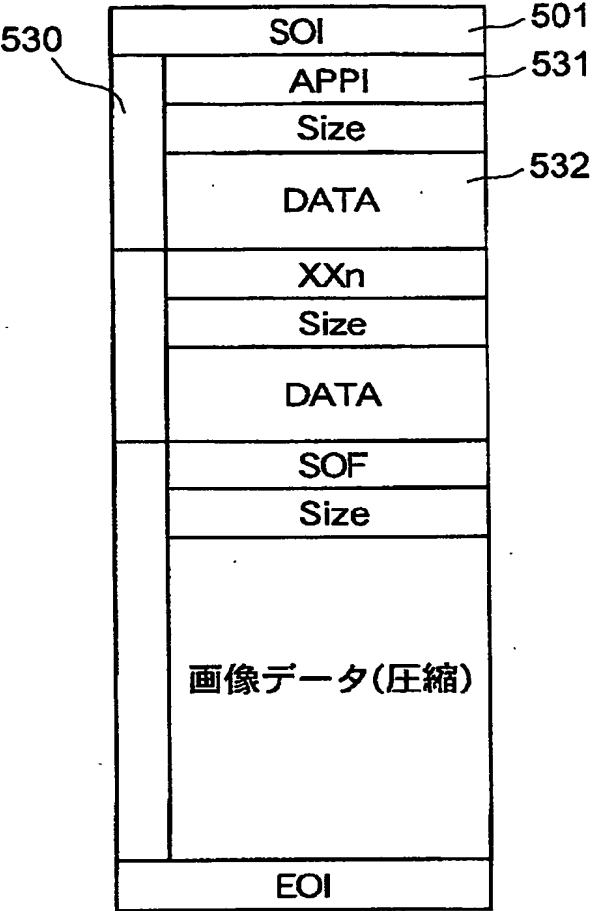 SOI
501
530
APPI
531
Size
DATA
532
XXn
Size
DATA
SOF
Size
画像データ(圧縮)
EOI